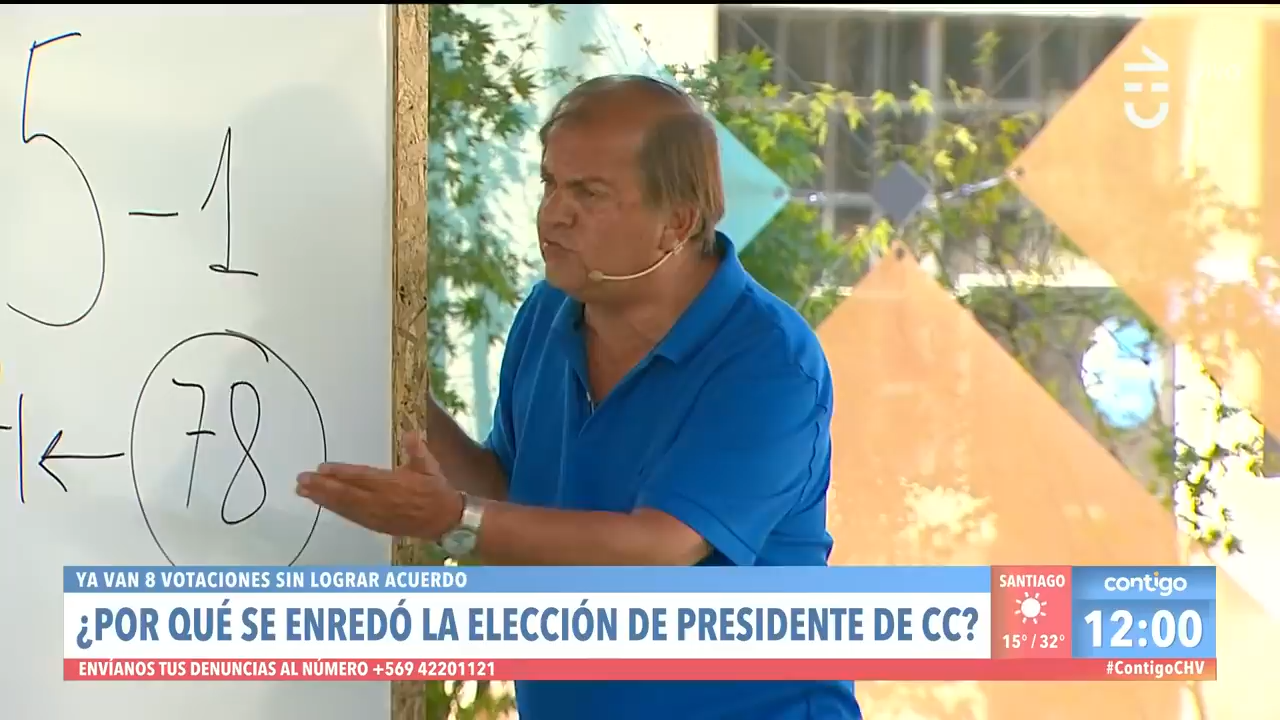 CHV
5 - 1
1 ← 78
YA VAN 8 VOTACIONES SIN LOGRAR ACUERDO
¿POR QUÉ SE ENREDÓ LA ELECCIÓN DE PRESIDENTE DE CC?
ENVÍANOS TUS DENUNCIAS AL NÚMERO +569 42201121
SANTIAGO
15° / 32°
contigo
12:00
#ContigoCHV